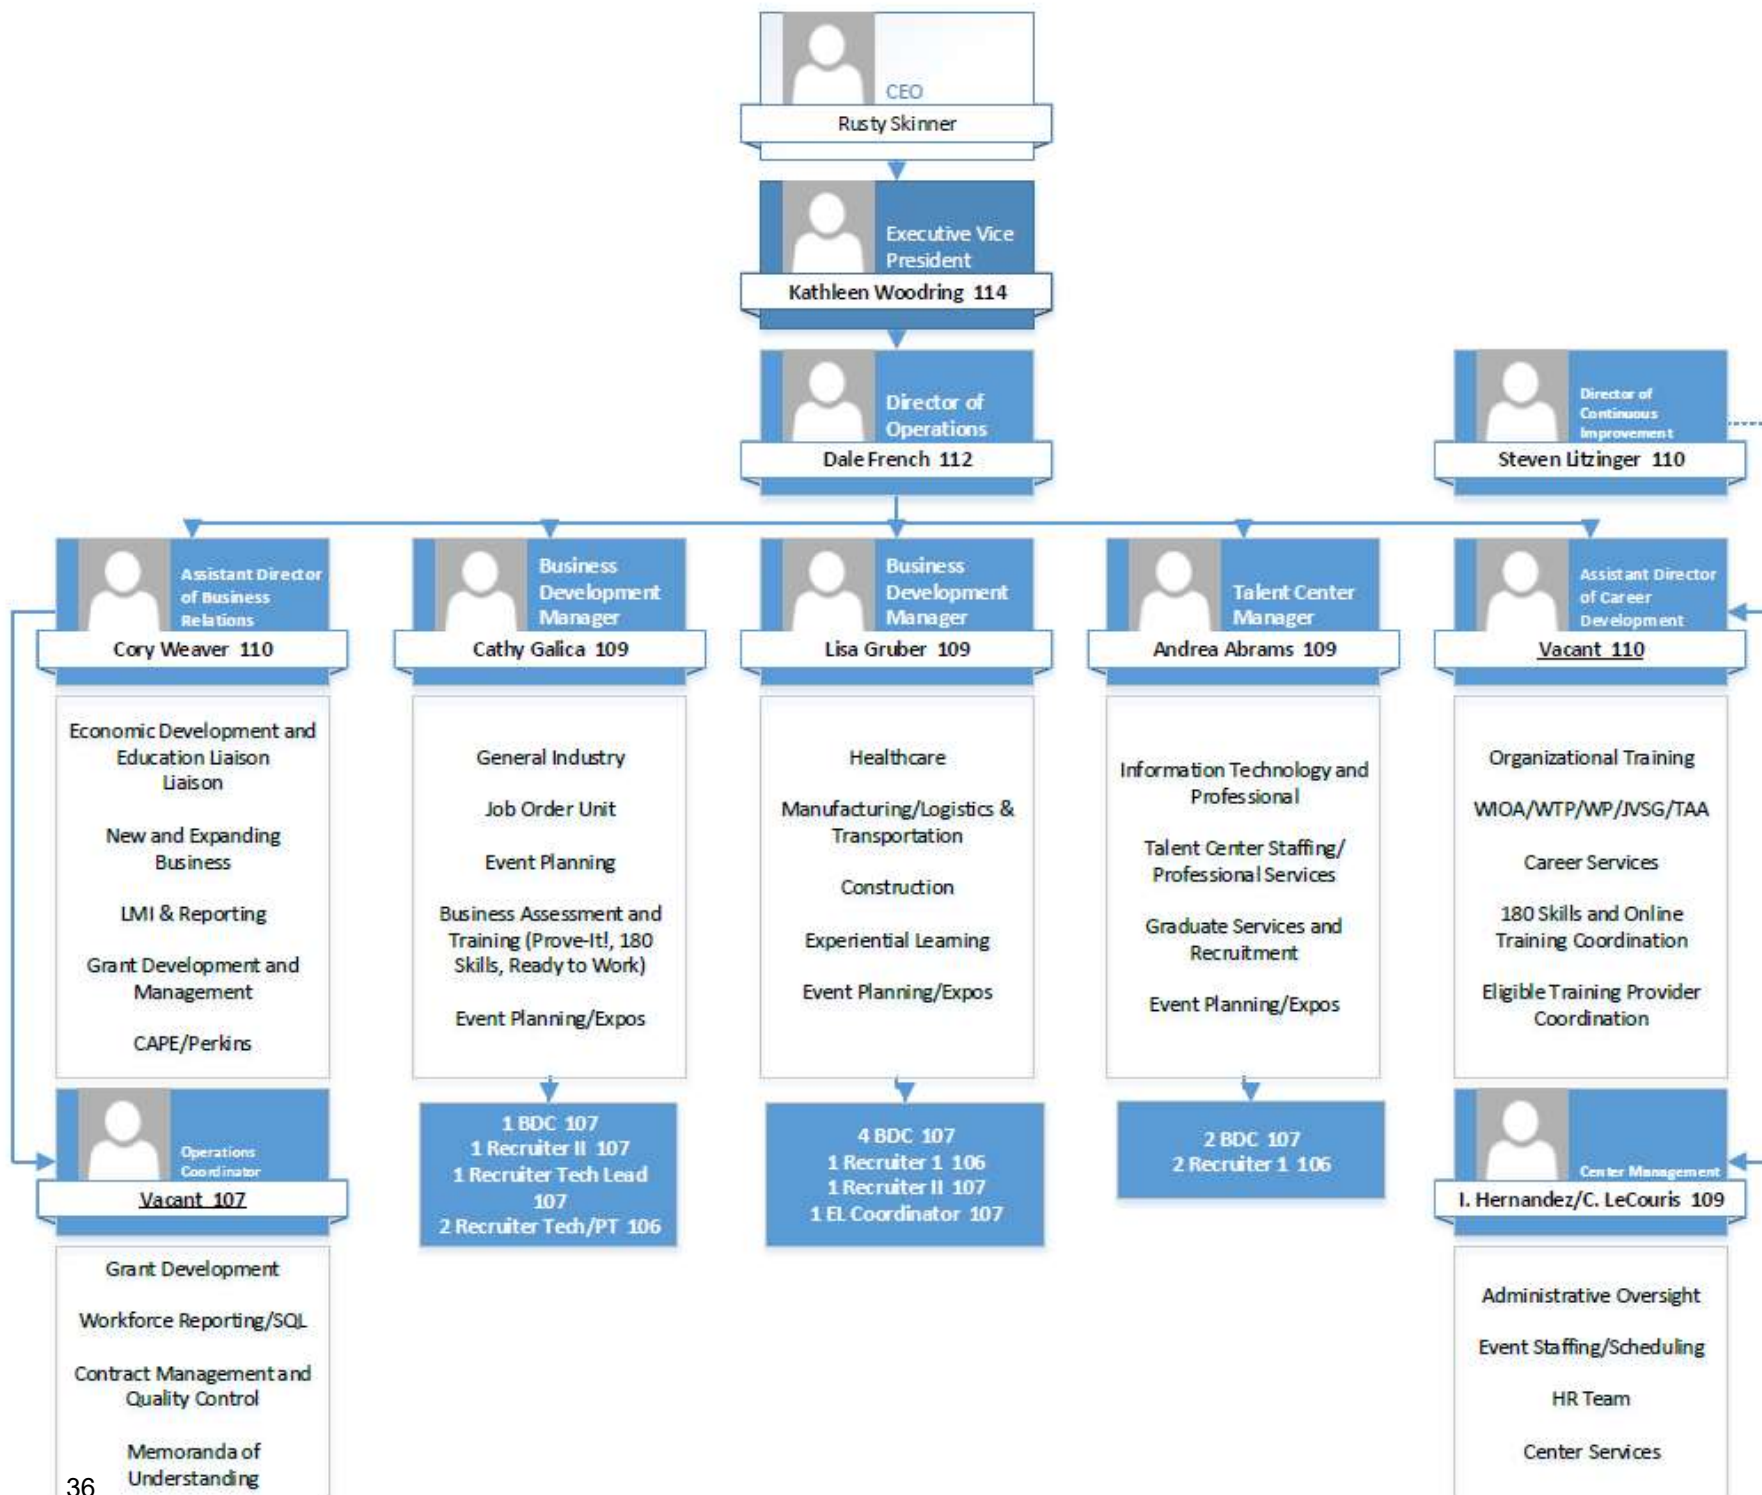 CEO
Rusty Skinner
Executive Vice
President
Kathleen Woodring 114
Director of
Operations
Dale French 112
Director of
Continuous
Improvement
Steven Litzinger 110
Assistant Director
of Business
Relations
Cory Weaver 110
Economic Development and
Education Liaison
Liaison
New and Expanding
Business
LMI & Reporting
Grant Development and
Management
CAPE/Perkins
Operations
Coordinator
Vacant 107
Grant Development
Workforce Reporting/SQL
Contract Management and
Quality Control
Memoranda of
Understanding
Business
Development
Manager
Cathy Galica 109
General Industry
Job Order Unit
Event Planning
Business Assessment and
Training (Prove-It!, 180
Skills, Ready to Work)
Event Planning/Expos
1 BDC 107
1 Recruiter II 107
1 Recruiter Tech Lead
107
2 Recruiter Tech/PT 106
Business
Development
Manager
Lisa Gruber 109
Healthcare
Manufacturing/Logistics &
Transportation
Construction
Experiential Learning
Event Planning/Expos
4 BDC 107
1 Recruiter 1 106
1 Recruiter II 107
1 EL Coordinator 107
Talent Center
Manager
Andrea Abrams 109
Information Technology and
Professional
Talent Center Staffing/
Professional Services
Graduate Services and
Recruitment
Event Planning/Expos
2 BDC 107
2 Recruiter 1 106
Assistant Director
of Career
Development
Vacant 110
Organizational Training
WIOA/WTP/WP/JVSG/TAA
Career Services
180 Skills and Online
Training Coordination
Eligible Training Provider
Coordination
Center Management
I. Hernandez/C. LeCouris 109
Administrative Oversight
Event Staffing/Scheduling
HR Team
Center Services
36